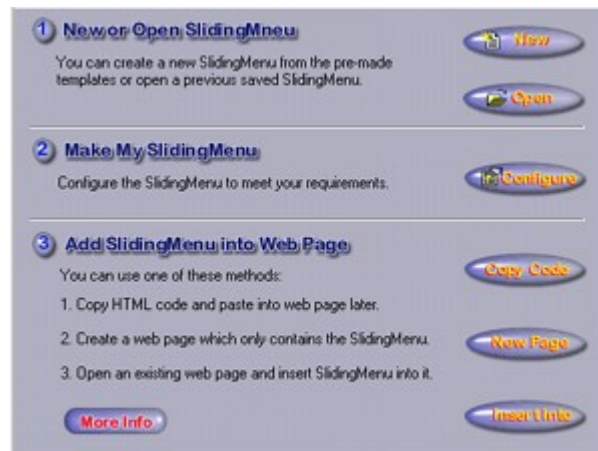 1 New or Open SlidingMneu
New
You can create a new SlidingMenu from the pre-made
templates or open a previous saved SlidingMenu.
Open
2 Make My SlidingMenu
Configure the SlidingMenu to meet your requirements.
Configure
3 Add SlidingMenu into Web Page
You can use one of these methods:
Copy Code
1. Copy HTML code and paste into web page later.
2. Create a web page which only contains the SlidingMenu.
New Page
3. Open an existing web page and insert SlidingMenu into it.
More Info
Insert Into